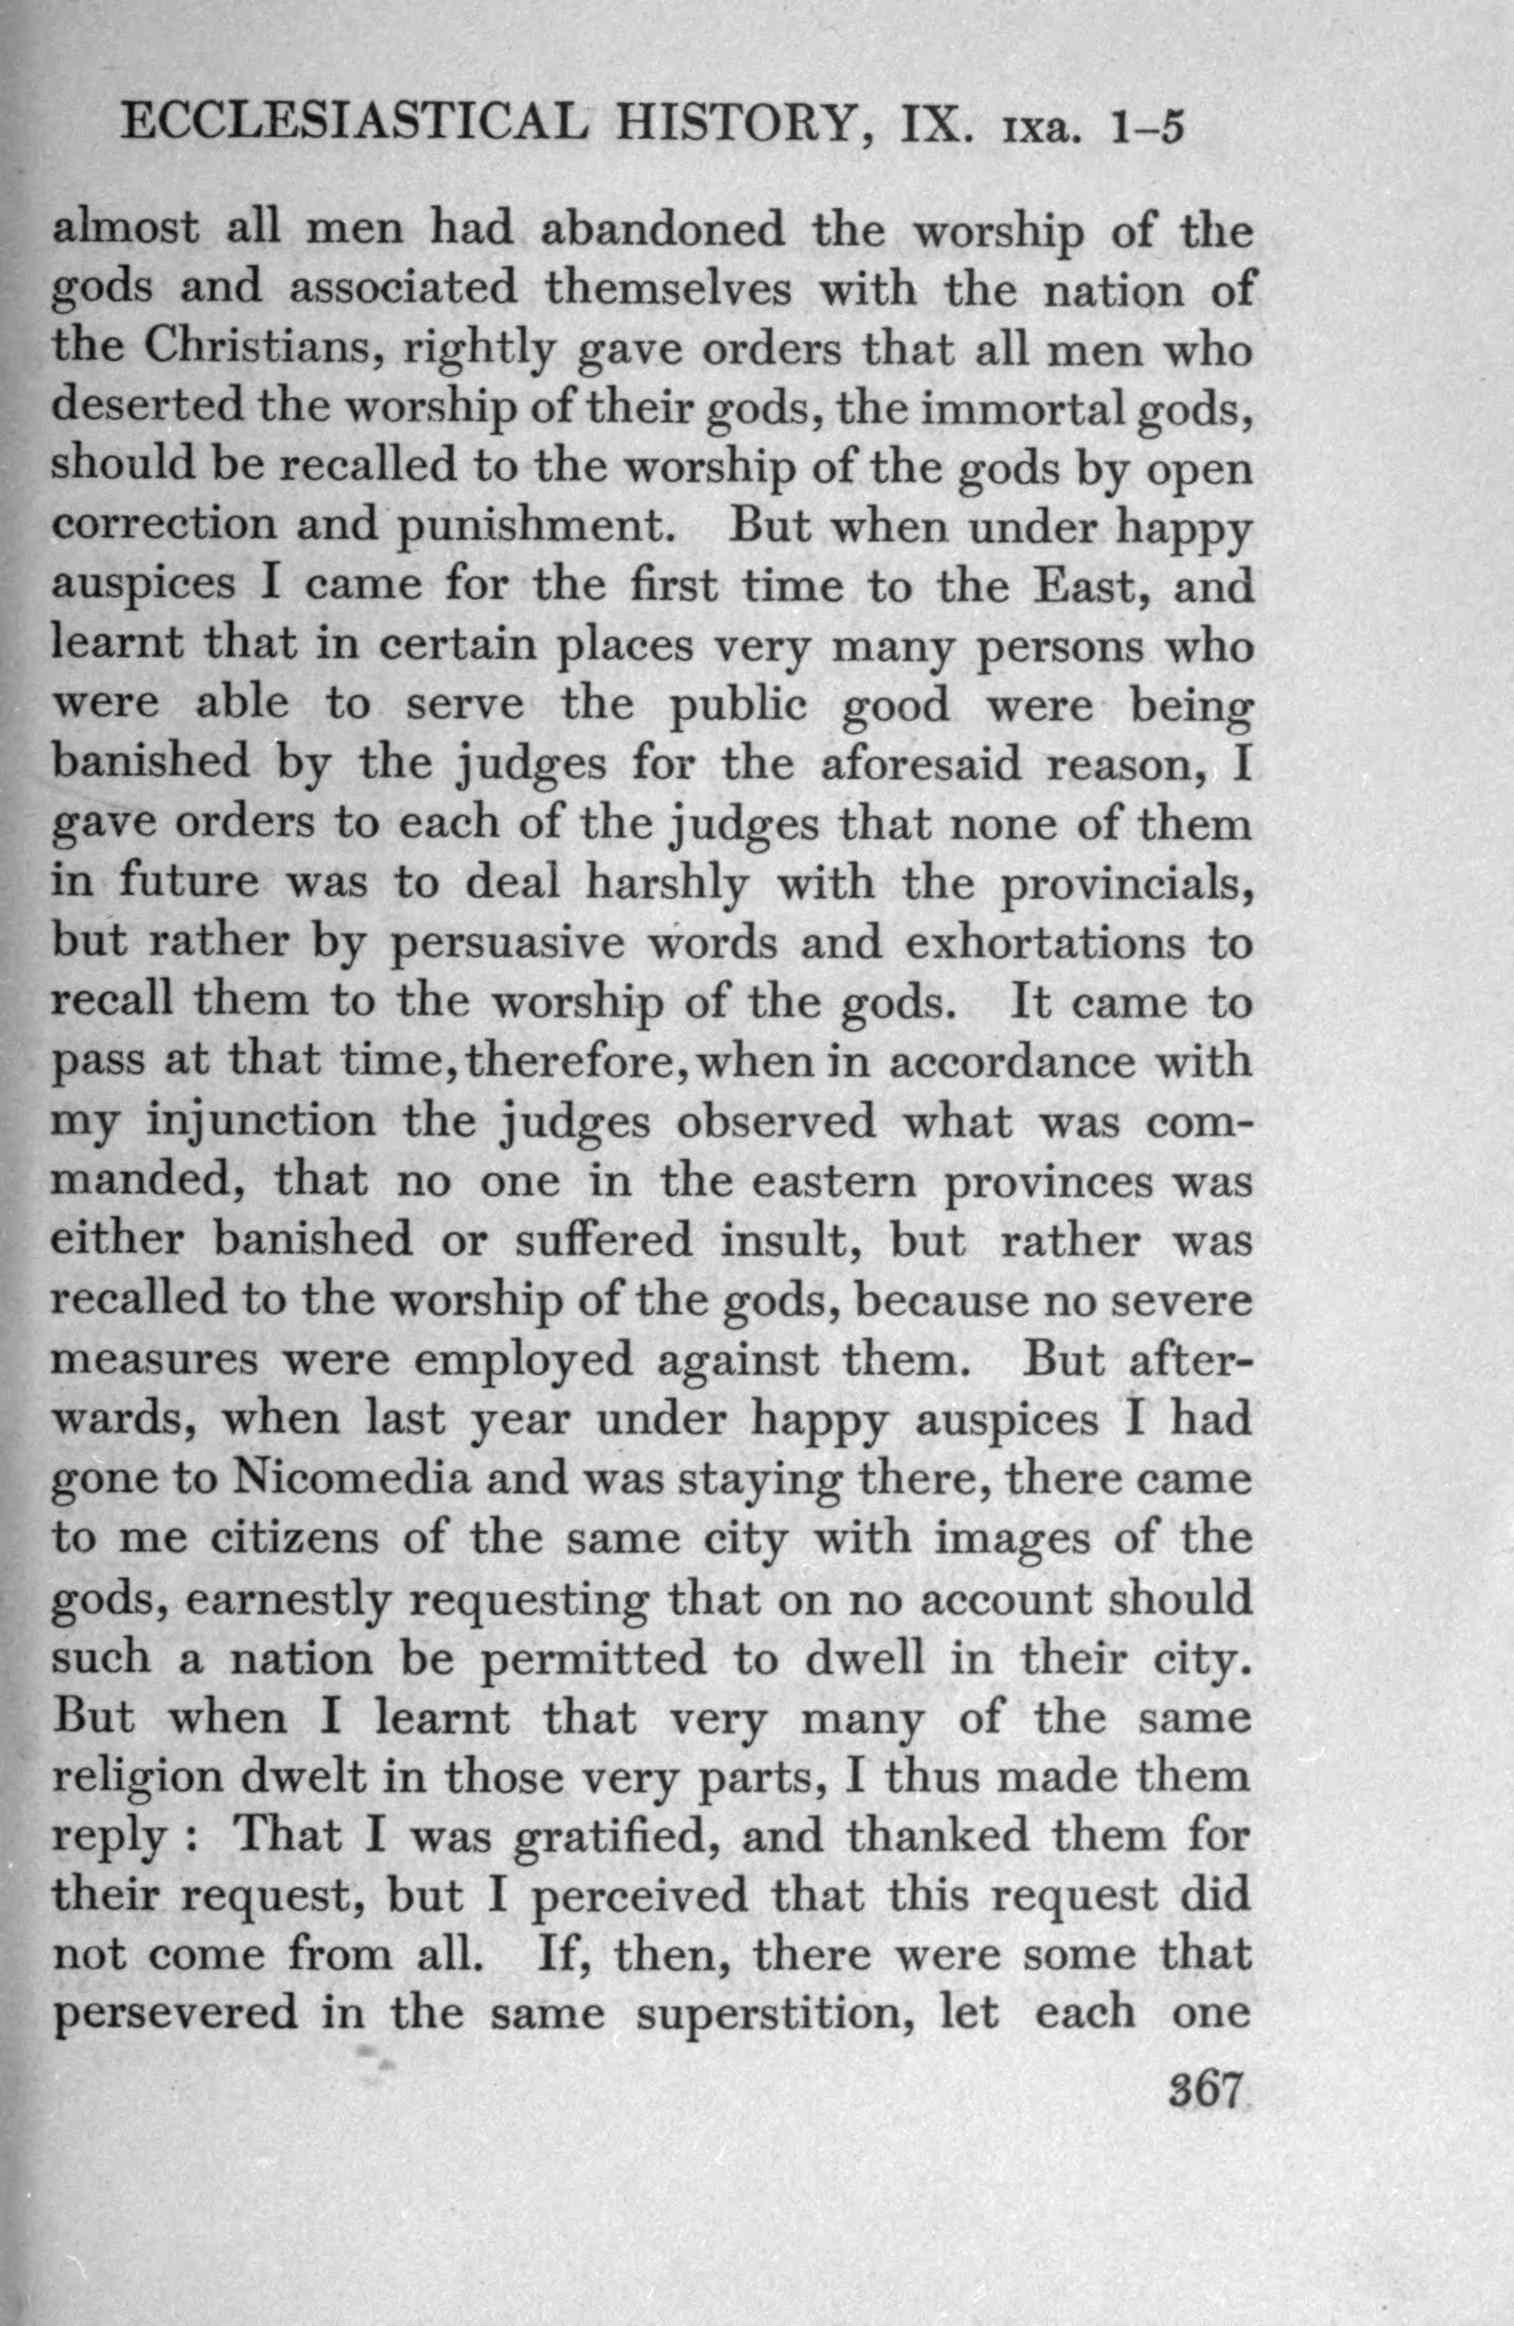 ECCLESIASTICAL HISTORY, IX. IXa. 1–5
almost all men had abandoned the worship of the
gods and associated themselves with the nation of
the Christians, rightly gave orders that all men who
deserted the worship of their gods, the immortal gods,
should be recalled to the worship of the gods by open
correction and punishment. But when under happy
auspices I came for the first time to the East, and
learnt that in certain places very many persons who
were able to serve the public good were being
banished by the judges for the aforesaid reason, I
gave orders to each of the judges that none of them
in future was to deal harshly with the provincials,
but rather by persuasive words and exhortations to
recall them to the worship of the gods. It came to
pass at that time, therefore, when in accordance with
my injunction the judges observed what was com-
manded, that no one in the eastern provinces was
either banished or suffered insult, but rather was
recalled to the worship of the gods, because no severe
measures were employed against them. But after-
wards, when last year under happy auspices I had
gone to Nicomedia and was staying there, there came
to me citizens of the same city with images of the
gods, earnestly requesting that on no account should
such a nation be permitted to dwell in their city.
But when I learnt that very many of the same
religion dwelt in those very parts, I thus made them
reply : That I was gratified, and thanked them for
their request, but I perceived that this request did
not come from all. If, then, there were some that
persevered in the same superstition, let each one
367